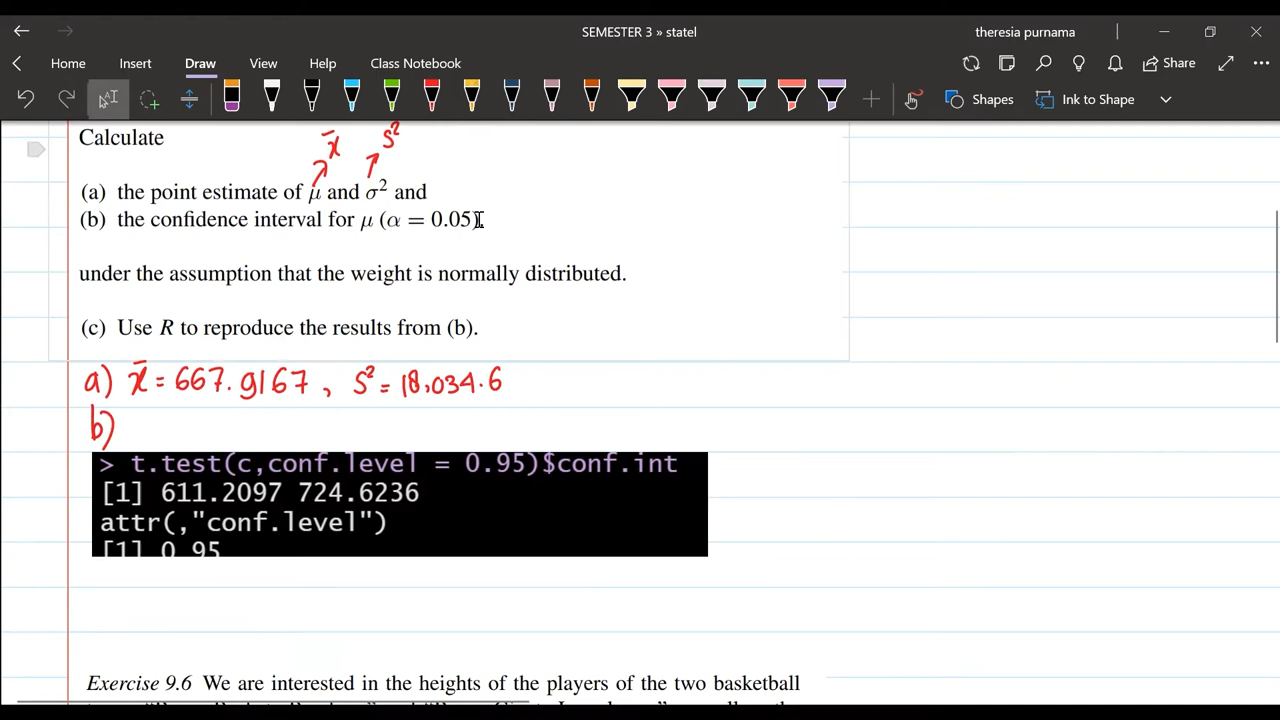 SEMESTER 3 » statel
theresia purnama
Home Insert Draw View Help Class Notebook
Share
Shapes Ink to Share
Calculate
x̄ s²
(a) the point estimate of μ and σ² and
(b) the confidence interval for μ (α = 0.05)
under the assumption that the weight is normally distributed.
(c) Use R to reproduce the results from (b).
a) x̄ = 667.9167 , s² = 18,034.6
b)
> t.test(c,conf.level = 0.95)$conf.int
[1] 611.2097 724.6236
attr(,"conf.level")
[1] 0.95
Exercise 9.6 We are interested in the heights of the players of the two basketball